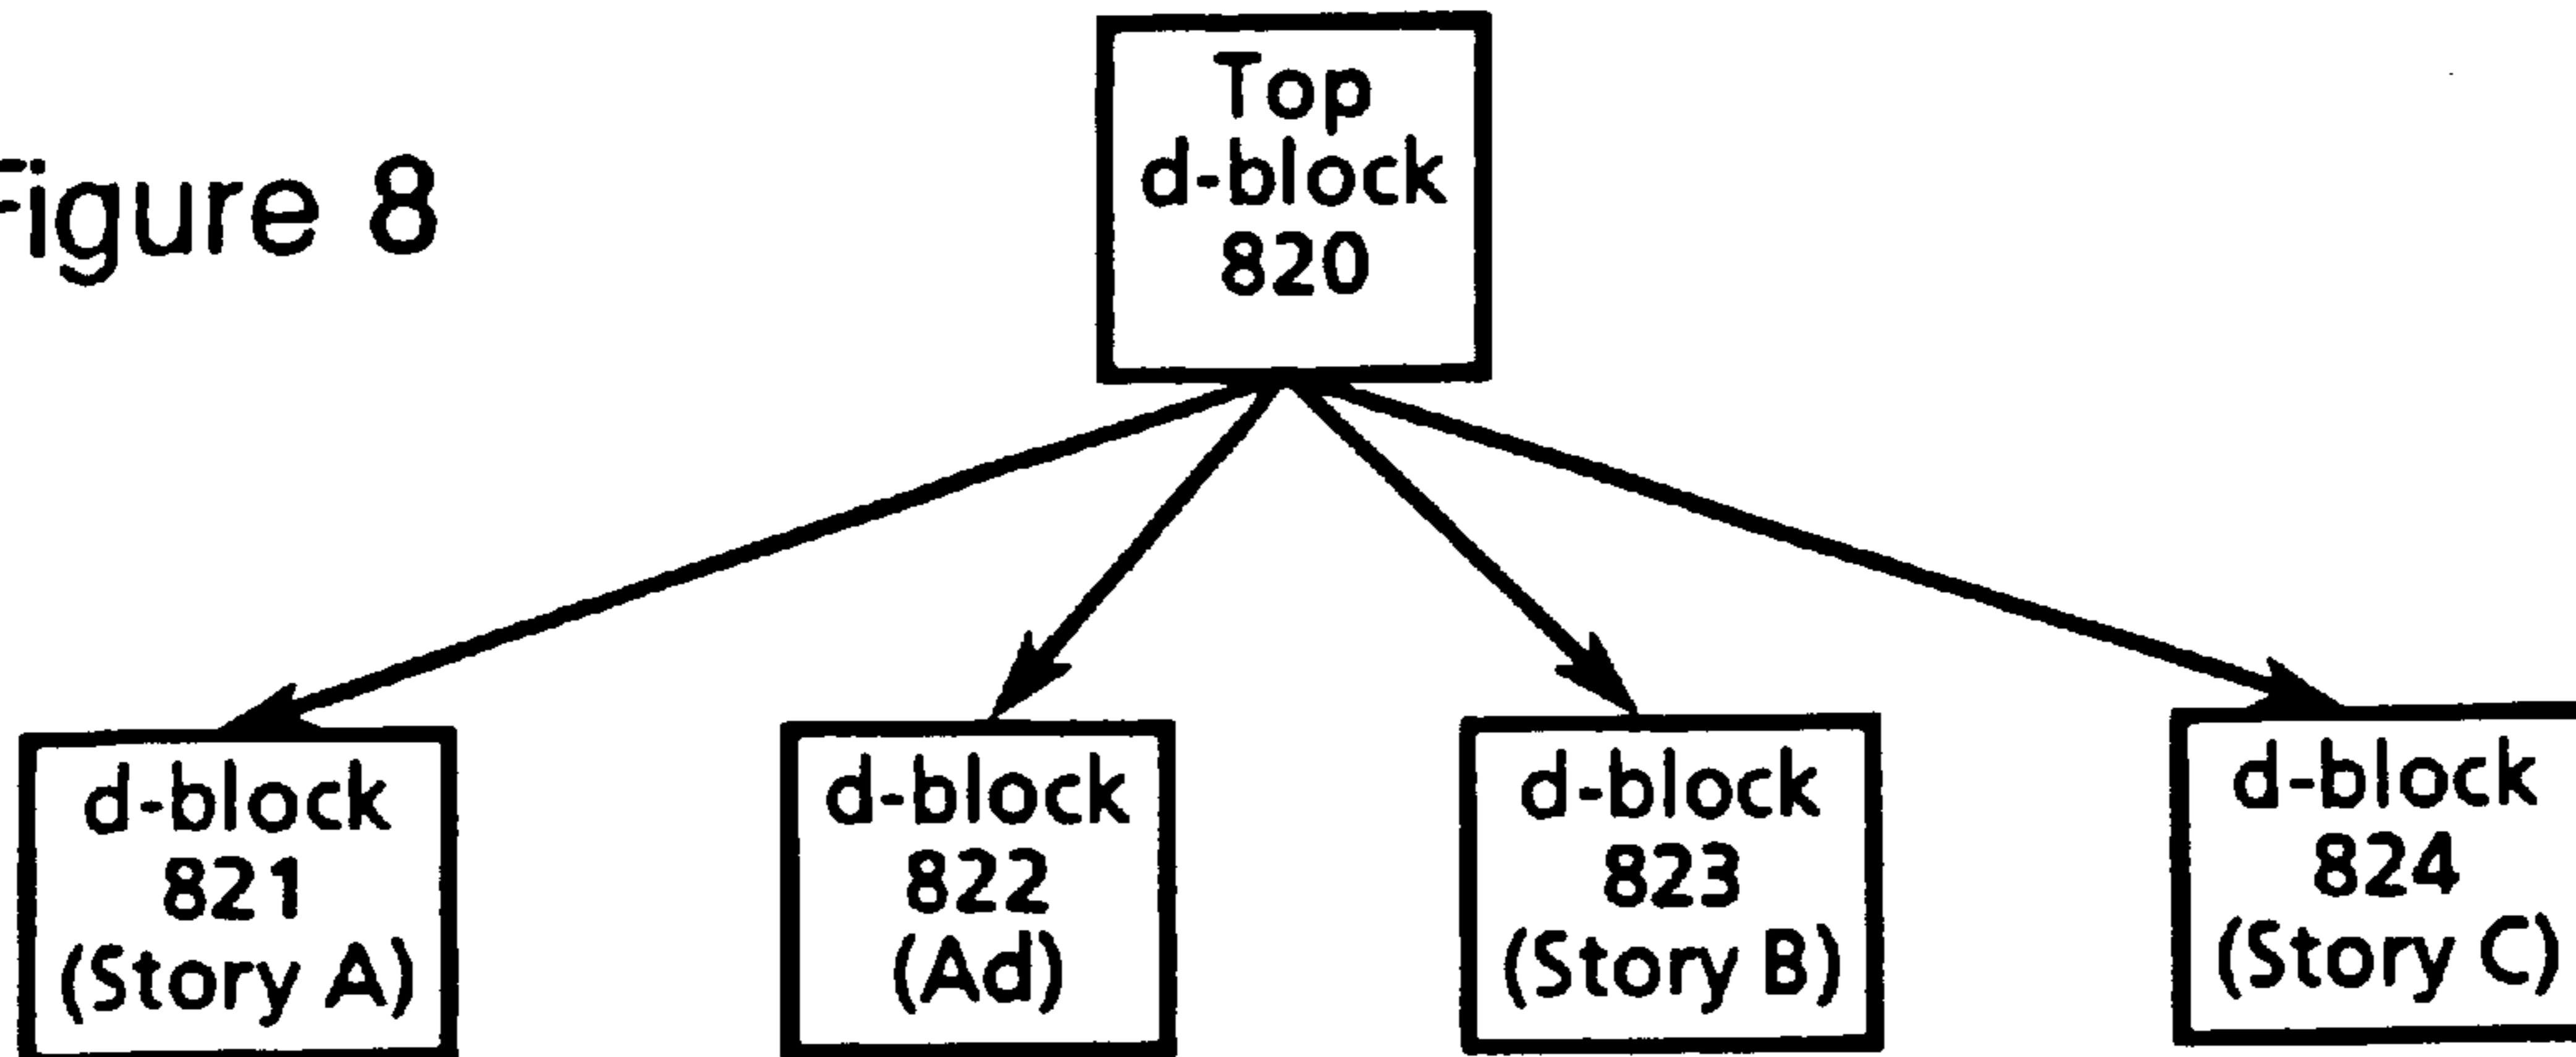 Figure 8
Top
d-block
820
d-block
821
(Story A)
d-block
822
(Ad)
d-block
823
(Story B)
d-block
824
(Story C)